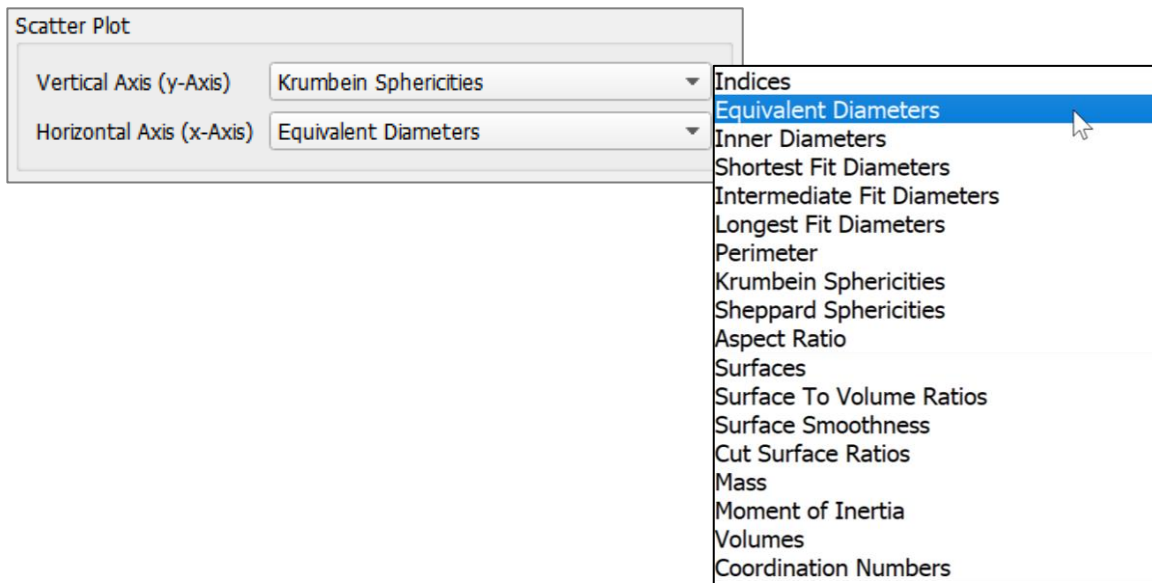 Scatter Plot
Vertical Axis (y-Axis) Krumbein Sphericities
Horizontal Axis (x-Axis) Equivalent Diameters
Indices
Equivalent Diameters
Inner Diameters
Shortest Fit Diameters
Intermediate Fit Diameters
Longest Fit Diameters
Perimeter
Krumbein Sphericities
Sheppard Sphericities
Aspect Ratio
Surfaces
Surface To Volume Ratios
Surface Smoothness
Cut Surface Ratios
Mass
Moment of Inertia
Volumes
Coordination Numbers